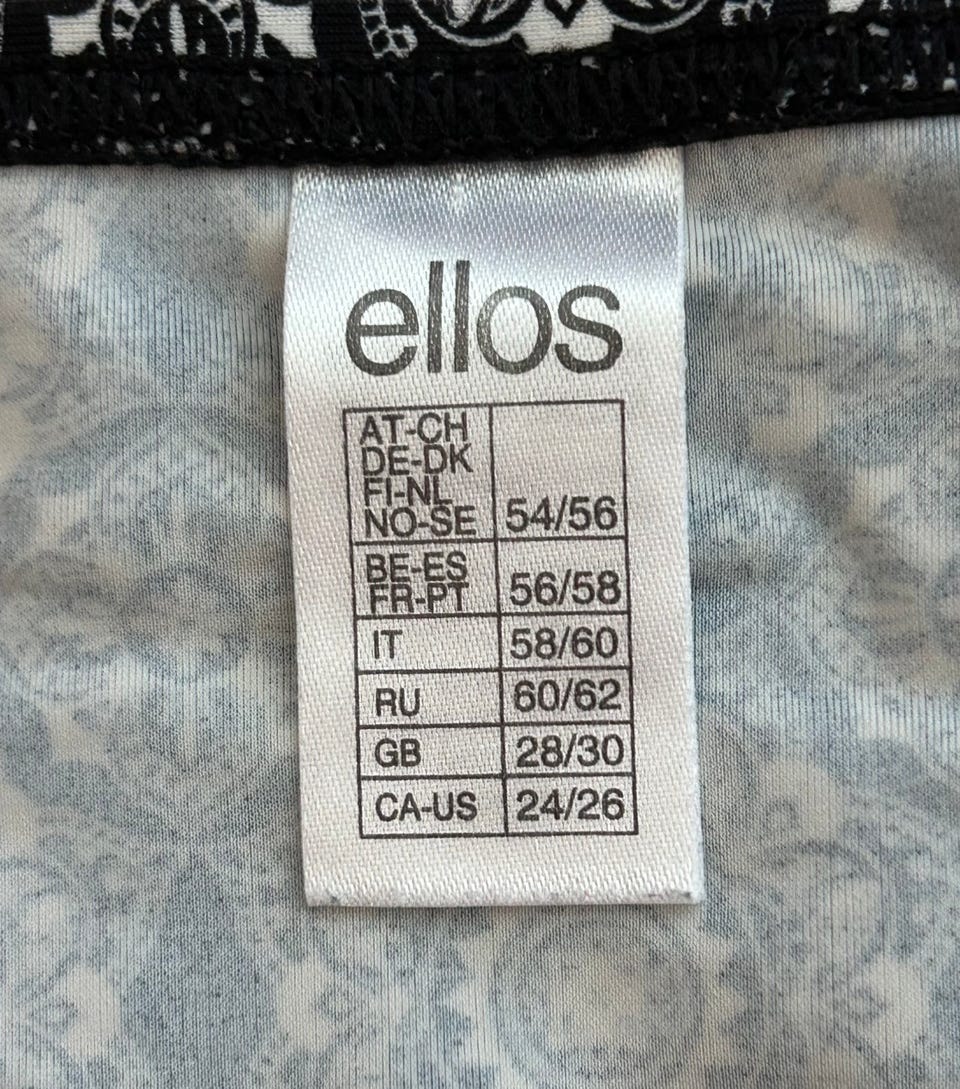 ellos
AT-CH
DE-DK
FI-NL
NO-SE 54/56
BE-ES
FR-PT 56/58
IT 58/60
RU 60/62
GB 28/30
CA-US 24/26